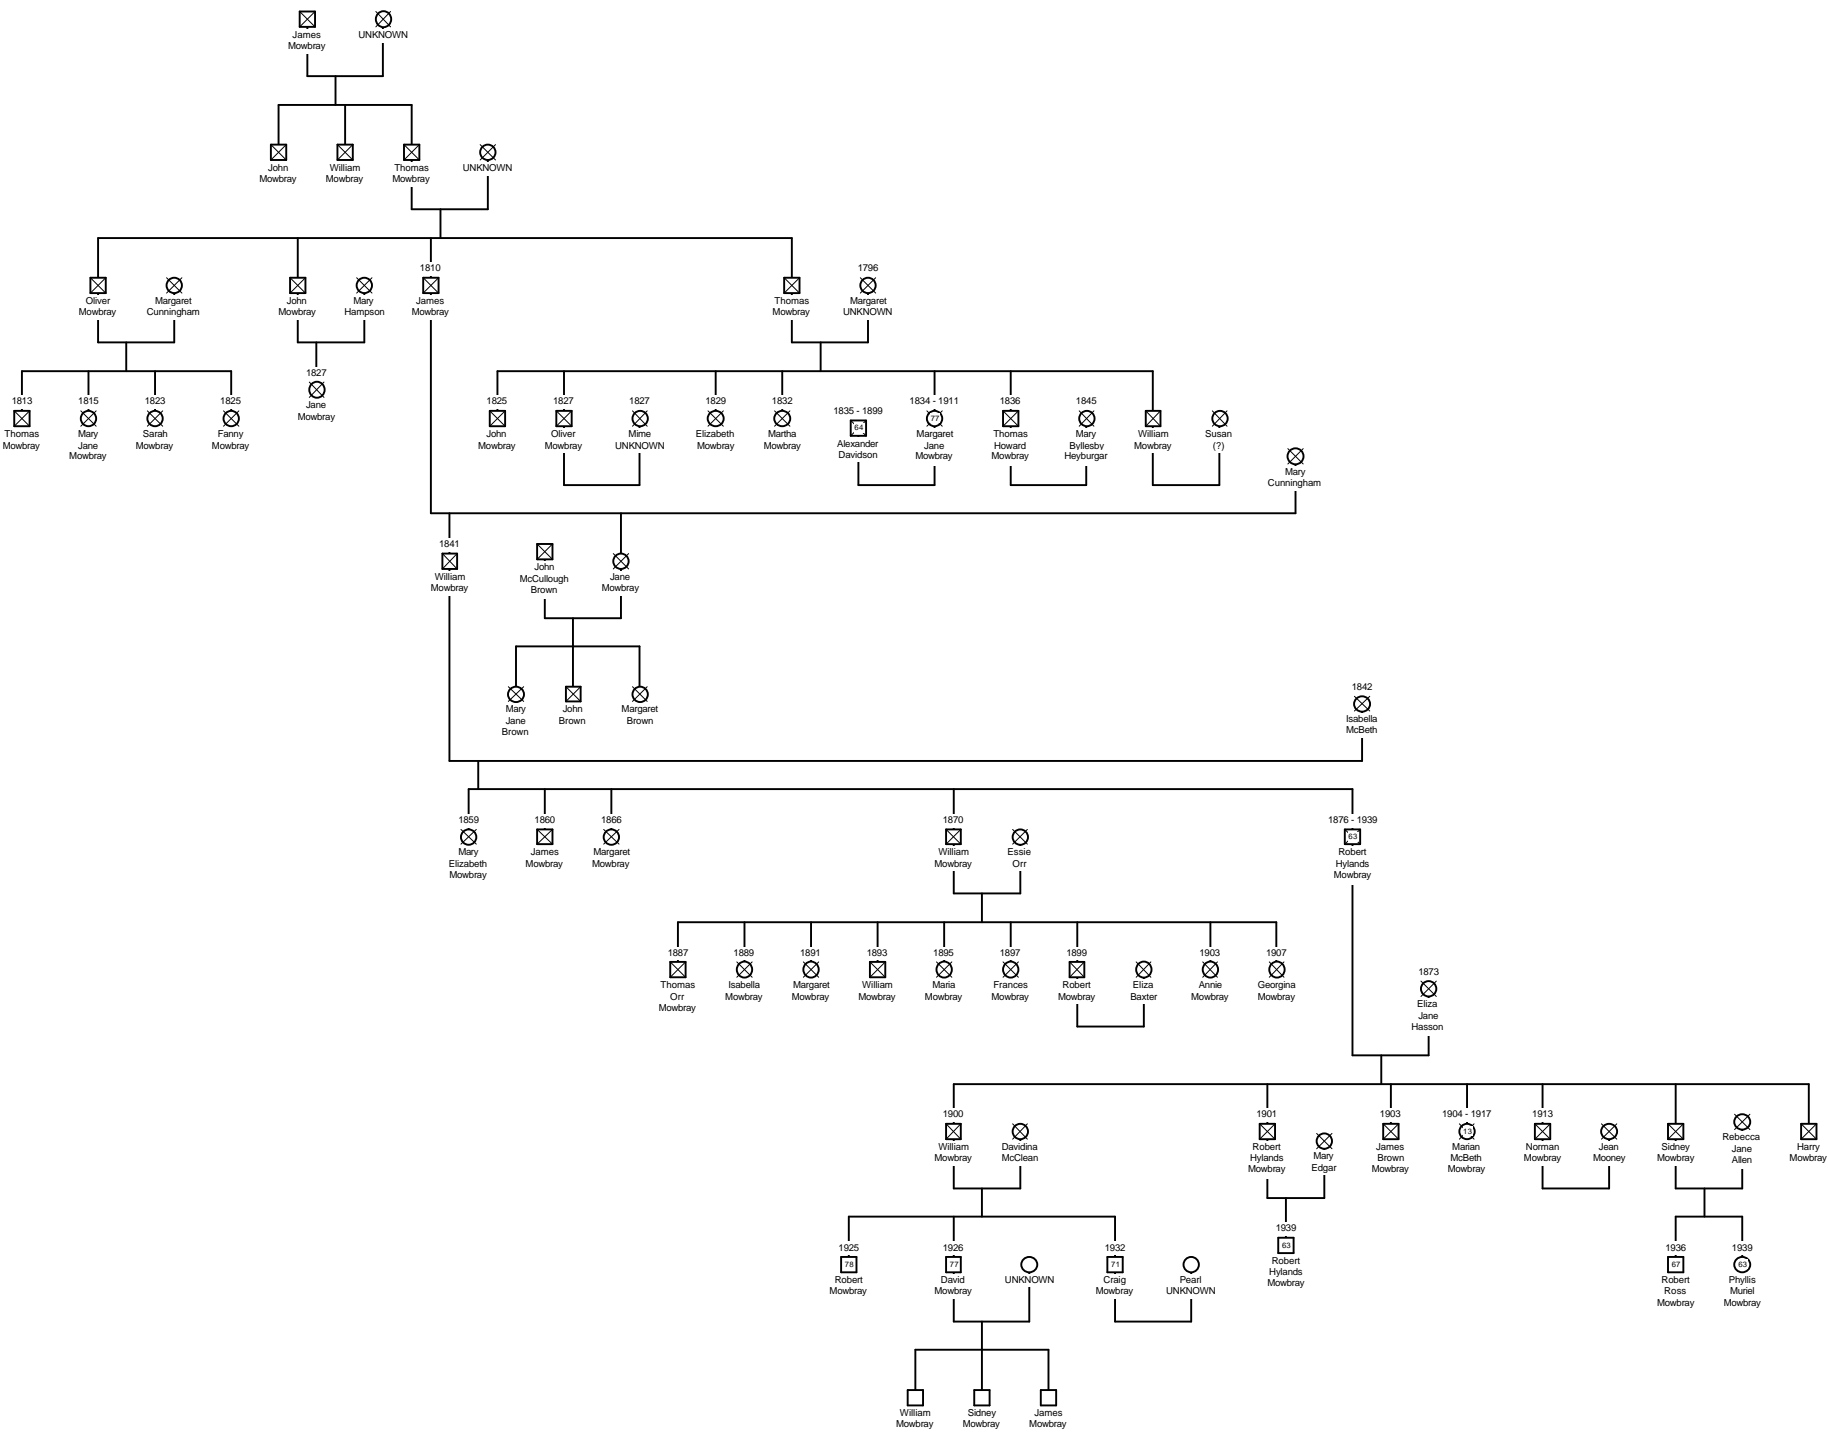 James
Mowbray
UNKNOWN
John
Mowbray
William
Mowbray
Thomas
Mowbray
UNKNOWN
Oliver
Mowbray
Margaret
Cunningham
John
Mowbray
Mary
Hampson
1810
James
Mowbray
Thomas
Mowbray
1796
Margaret
UNKNOWN
1813
Thomas
Mowbray
1815
Mary
Jane
Mowbray
1823
Sarah
Mowbray
1825
Fanny
Mowbray
1827
Jane
Mowbray
1825
John
Mowbray
1827
Oliver
Mowbray
1827
Mime
UNKNOWN
1829
Elizabeth
Mowbray
1832
Martha
Mowbray
1835 - 1899
64
Alexander
Davidson
1834 - 1911
77
Margaret
Jane
Mowbray
1836
Thomas
Howard
Mowbray
1845
Mary
Byllesby
Heyburgar
William
Mowbray
Susan
(?)
Mary
Cunningham
1841
William
Mowbray
John
McCullough
Brown
Jane
Mowbray
Mary
Jane
Brown
John
Brown
Margaret
Brown
1842
Isabella
McBeth
1859
Mary
Elizabeth
Mowbray
1860
James
Mowbray
1866
Margaret
Mowbray
1870
William
Mowbray
Essie
Orr
1876 - 1939
63
Robert
Hylands
Mowbray
1887
Thomas
Orr
Mowbray
1889
Isabella
Mowbray
1891
Margaret
Mowbray
1893
William
Mowbray
1895
Maria
Mowbray
1897
Frances
Mowbray
1899
Robert
Mowbray
Eliza
Baxter
1903
Annie
Mowbray
1907
Georgina
Mowbray
1873
Eliza
Jane
Hasson
1900
William
Mowbray
Davidina
McClean
1901
Robert
Hylands
Mowbray
Mary
Edgar
1903
James
Brown
Mowbray
1904 - 1917
13
Marian
McBeth
Mowbray
1913
Norman
Mowbray
Jean
Mooney
Sidney
Mowbray
Rebecca
Jane
Allen
Harry
Mowbray
1925
78
Robert
Mowbray
1926
77
David
Mowbray
UNKNOWN
1932
71
Craig
Mowbray
Pearl
UNKNOWN
1939
63
Robert
Hylands
Mowbray
1936
67
Robert
Ross
Mowbray
1939
63
Phyllis
Muriel
Mowbray
William
Mowbray
Sidney
Mowbray
James
Mowbray